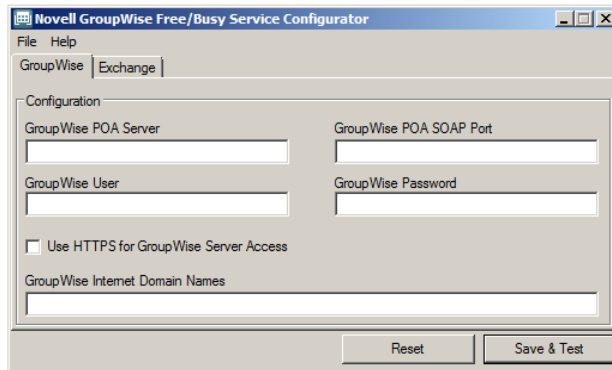 Novell GroupWise Free/Busy Service Configurator
File Help
GroupWise Exchange
Configuration
GroupWise POA Server GroupWise POA SOAP Port
GroupWise User GroupWise Password
Use HTTPS for GroupWise Server Access
GroupWise Internet Domain Names
Reset Save & Test